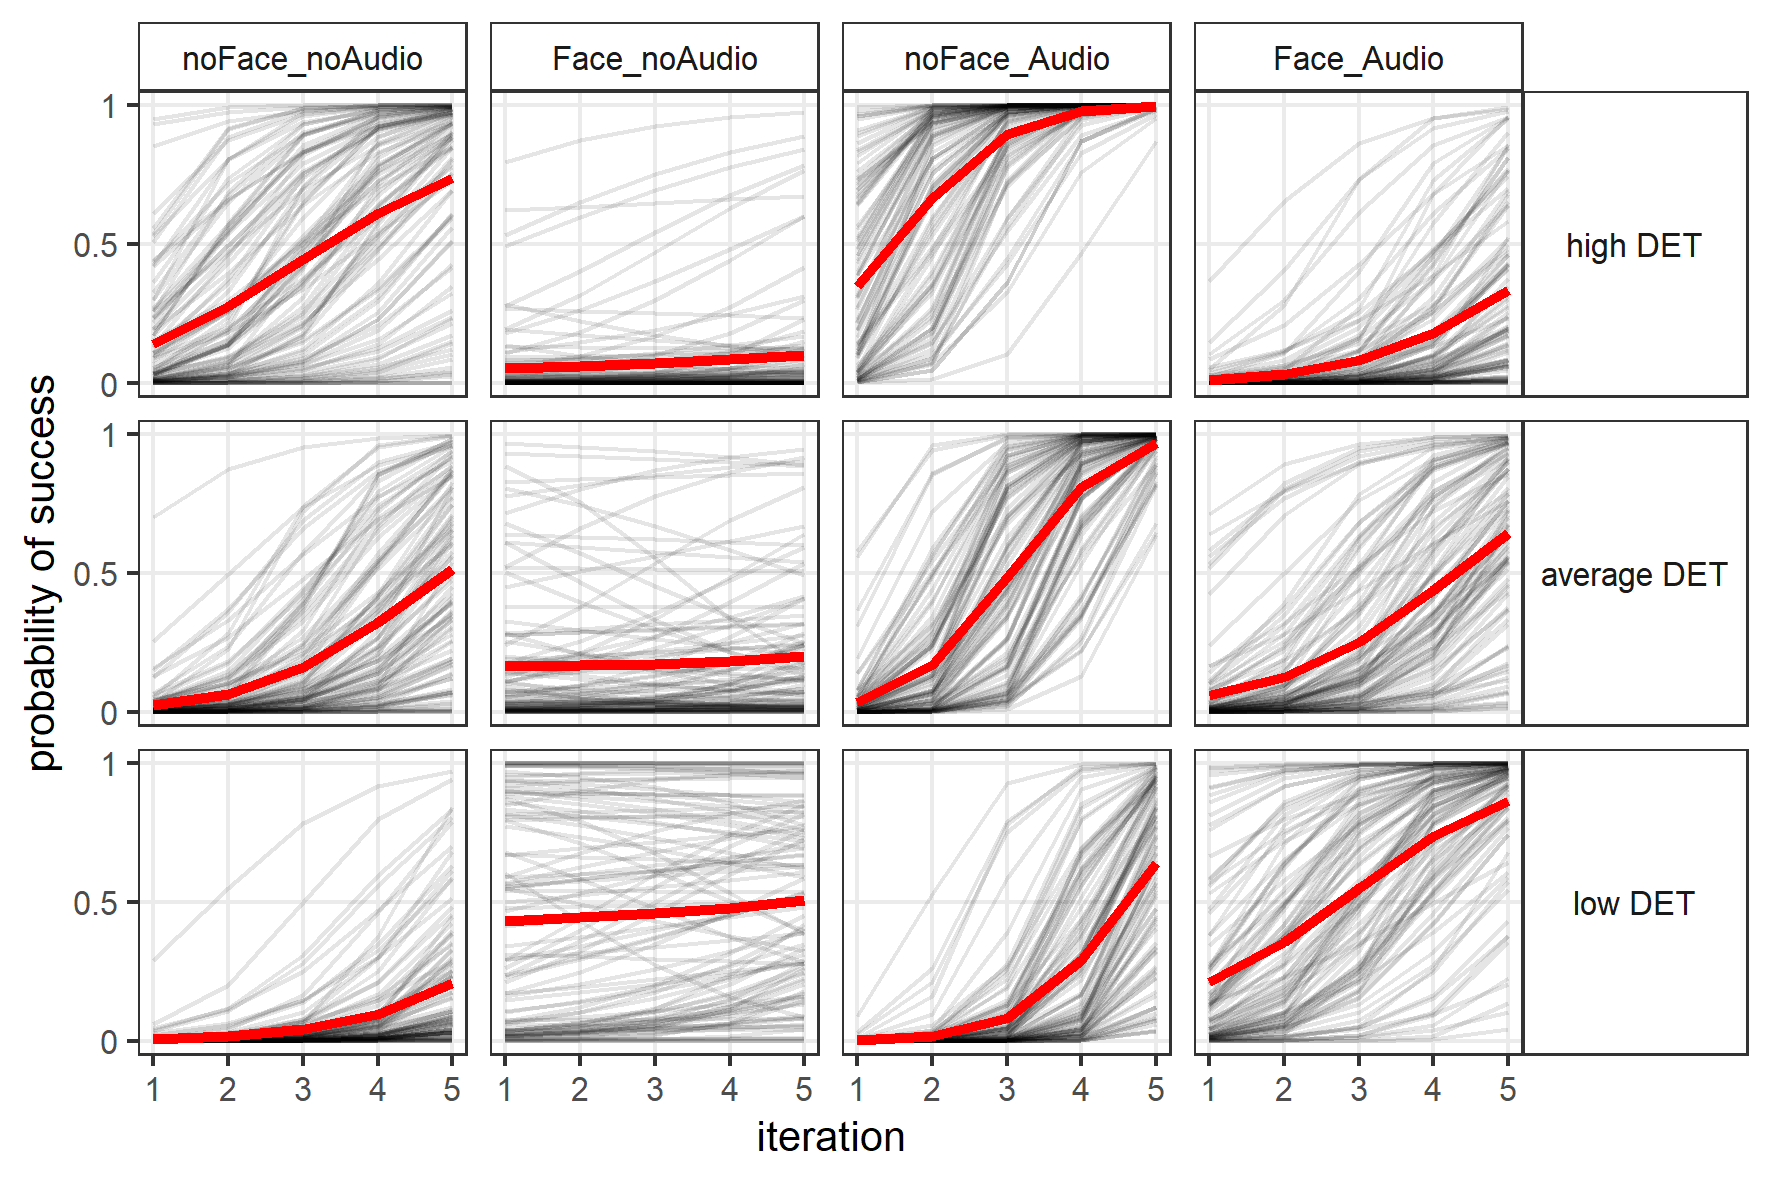 noFace_noAudio Face_noAudio noFace_Audio Face_Audio
1
0.5
0
high DET
1
0.5
0
average DET
1
0.5
0
low DET
probability of success
1 2 3 4 5 1 2 3 4 5 1 2 3 4 5 1 2 3 4 5
iteration